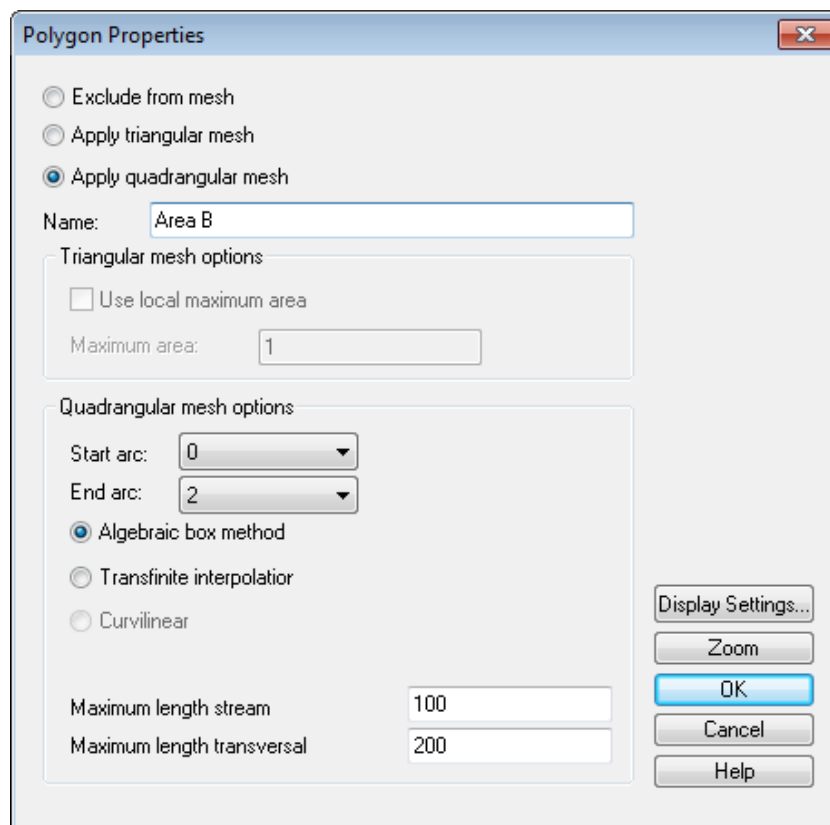 Polygon Properties
Exclude from mesh
Apply triangular mesh
Apply quadrangular mesh
Name: Area B
Triangular mesh options
Use local maximum area
Maximum area: 1
Quadrangular mesh options
Start arc: 0
End arc: 2
Algebraic box method
Transfinite interpolatior
Curvilinear
Display Settings...
Zoom
Maximum length stream 100
OK
Maximum length transversal 200
Cancel
Help